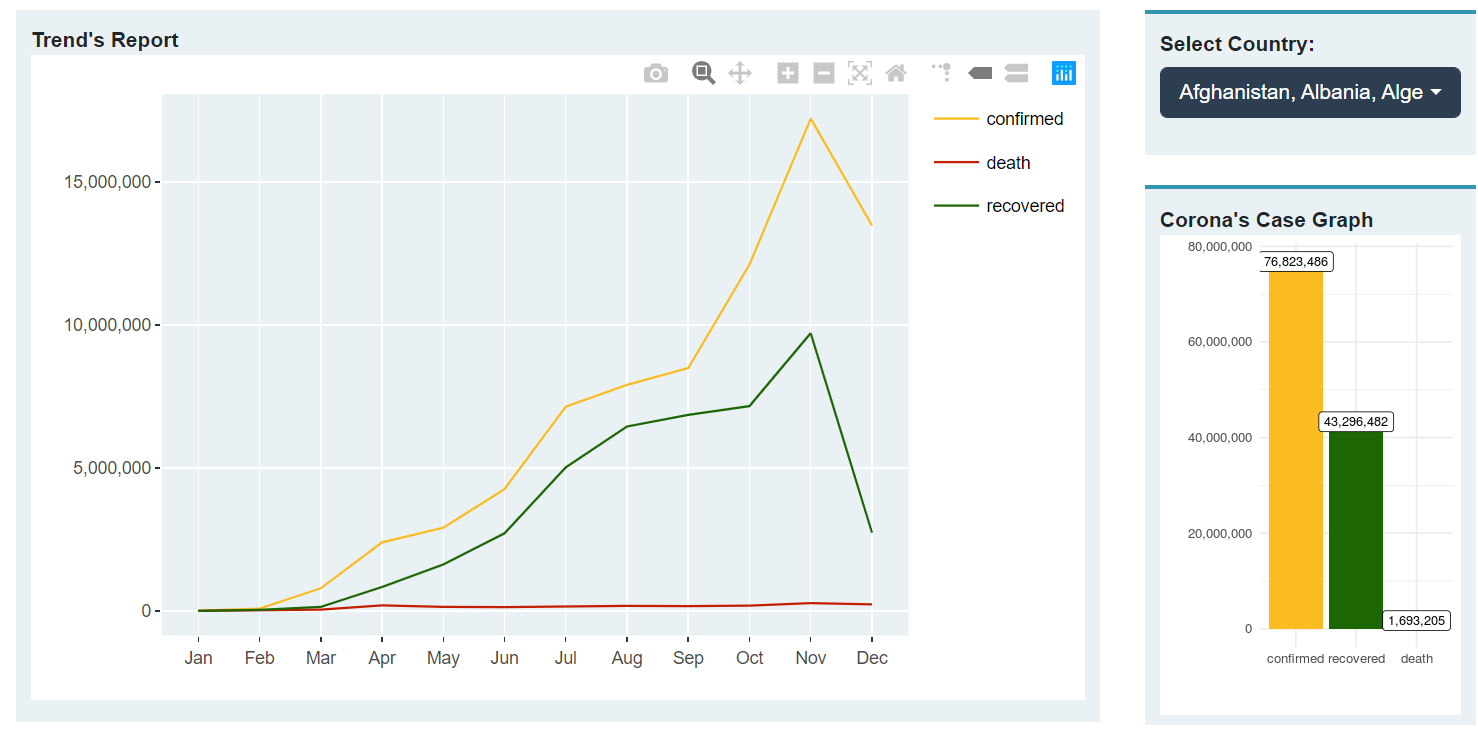 Trend's Report
confirmed
death
recovered
15,000,000
10,000,000
5,000,000
0
Jan Feb Mar Apr May Jun Jul Aug Sep Oct Nov Dec
Select Country:
Afghanistan, Albania, Alge
Corona's Case Graph
80,000,000
76,823,486
60,000,000
43,296,482
40,000,000
20,000,000
1,693,205
0
confirmed recovered death